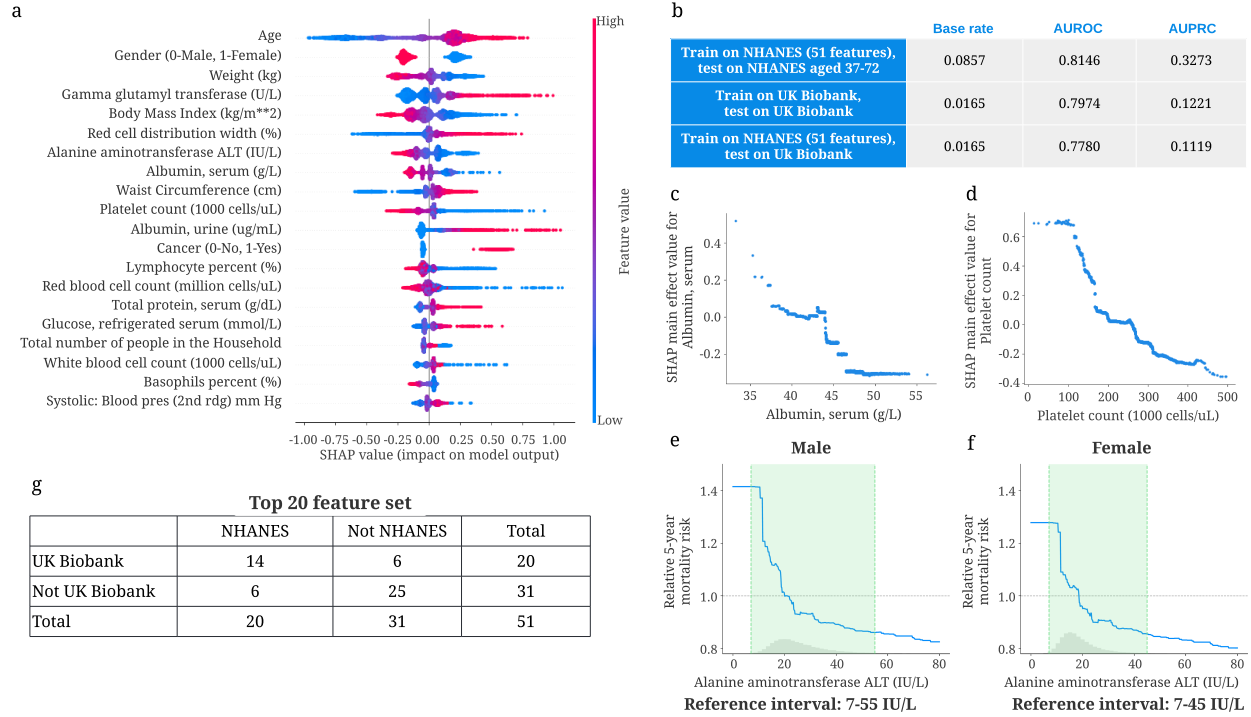 a
High
Age
Gender (0-Male, 1-Female)
Weight (kg)
Gamma glutamyl transferase (U/L)
Body Mass Index (kg/m**2)
Red cell distribution width (%)
Alanine aminotransferase ALT (IU/L)
Albumin, serum (g/L)
Waist Circumference (cm)
Platelet count (1000 cells/uL)
Albumin, urine (ug/mL)
Cancer (0-No, 1-Yes)
Lymphocyte percent (%)
Red blood cell count (million cells/uL)
Total protein, serum (g/dL)
Glucose, refrigerated serum (mmol/L)
Total number of people in the Household
White blood cell count (1000 cells/uL)
Basophils percent (%)
Systolic: Blood pres (2nd rdg) mm Hg
Feature value
Low
-1.00 -0.75 -0.50 -0.25 0.00 0.25 0.50 0.75 1.00
SHAP value (impact on model output)
b
Base rate AUROC AUPRC
Train on NHANES (51 features),
test on NHANES aged 37-72
0.0857 0.8146 0.3273
Train on UK Biobank,
test on UK Biobank
0.0165 0.7974 0.1221
Train on NHANES (51 features),
test on Uk Biobank
0.0165 0.7780 0.1119
c
SHAP main effect value for
Albumin, serum
0.4
0.2
0.0
-0.2
35 40 45 50 55
Albumin, serum (g/L)
d
SHAP main effecti value for
Platelet count
0.6
0.4
0.2
0.0
-0.2
-0.4
0 100 200 300 400 500
Platelet count (1000 cells/uL)
e
Male
Relative 5-year
mortality risk
1.4
1.2
1.0
0.8
0 20 40 60 80
Alanine aminotransferase ALT (IU/L)
Reference interval: 7-55 IU/L
f
Female
Relative 5-year
mortality risk
1.4
1.2
1.0
0.8
0 20 40 60 80
Alanine aminotransferase ALT (IU/L)
Reference interval: 7-45 IU/L
g
Top 20 feature set
NHANES Not NHANES Total
UK Biobank 14 6 20
Not UK Biobank 6 25 31
Total 20 31 51